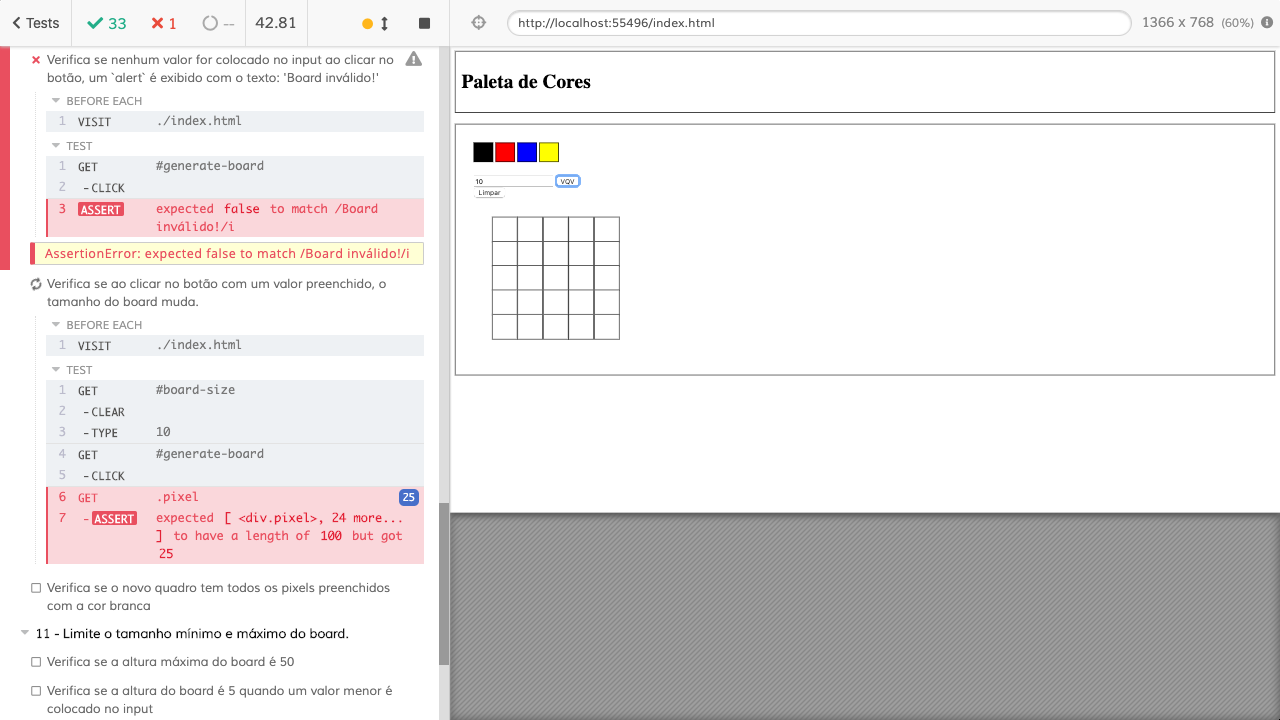 Tests 33 1 -- 42.81 http://localhost:55496/index.html 1366 x 768 (60%)
Verifica se nenhum valor for colocado no input ao clicar no
botão, um `alert` é exibido com o texto: 'Board inválido!'
BEFORE EACH
1 VISIT ./index.html
TEST
1 GET #generate-board
2 -CLICK
3 ASSERT expected false to match /Board
inválido!/i
AssertionError: expected false to match /Board inválido!/i
Verifica se ao clicar no botão com um valor preenchido, o
tamanho do board muda.
BEFORE EACH
1 VISIT ./index.html
TEST
1 GET #board-size
2 -CLEAR
3 -TYPE 10
4 GET #generate-board
5 -CLICK
6 GET .pixel 25
7 -ASSERT expected [ <div.pixel>, 24 more...
] to have a length of 100 but got
25
Verifica se o novo quadro tem todos os pixels preenchidos
com a cor branca
11 - Limite o tamanho mínimo e máximo do board.
Verifica se a altura máxima do board é 50
Verifica se a altura do board é 5 quando um valor menor é
colocado no input
Paleta de Cores
10 VQV
Limpar